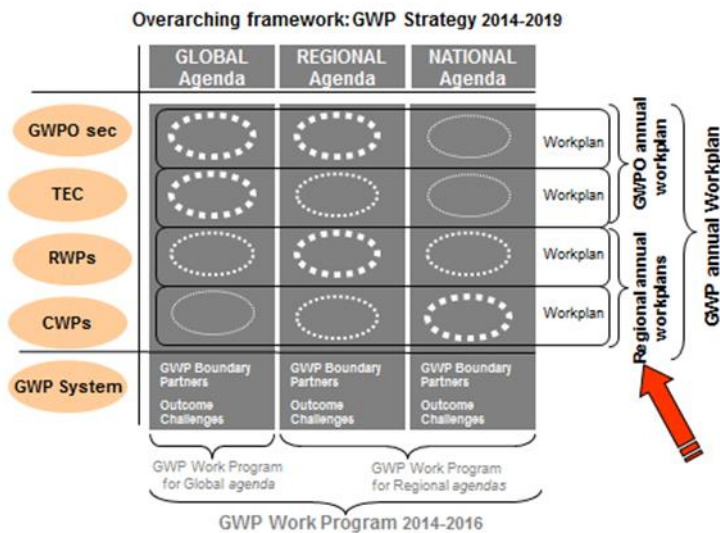 Overarching framework: GWP Strategy 2014-2019
GLOBAL
Agenda
REGIONAL
Agenda
NATIONAL
Agenda
GWPO sec
Workplan
TEC
Workplan
RWPs
Workplan
CWPs
Workplan
GWPO annual
workplan
Regional annual
workplans
GWP annual Workplan
GWP System
GWP Boundary
Partners
Outcome
Challenges
GWP Boundary
Partners
Outcome
Challenges
GWP Boundary
Partners
Outcome
Challenges
GWP Work Program
for Global agenda
GWP Work Program
for Regional agendas
GWP Work Program 2014-2016